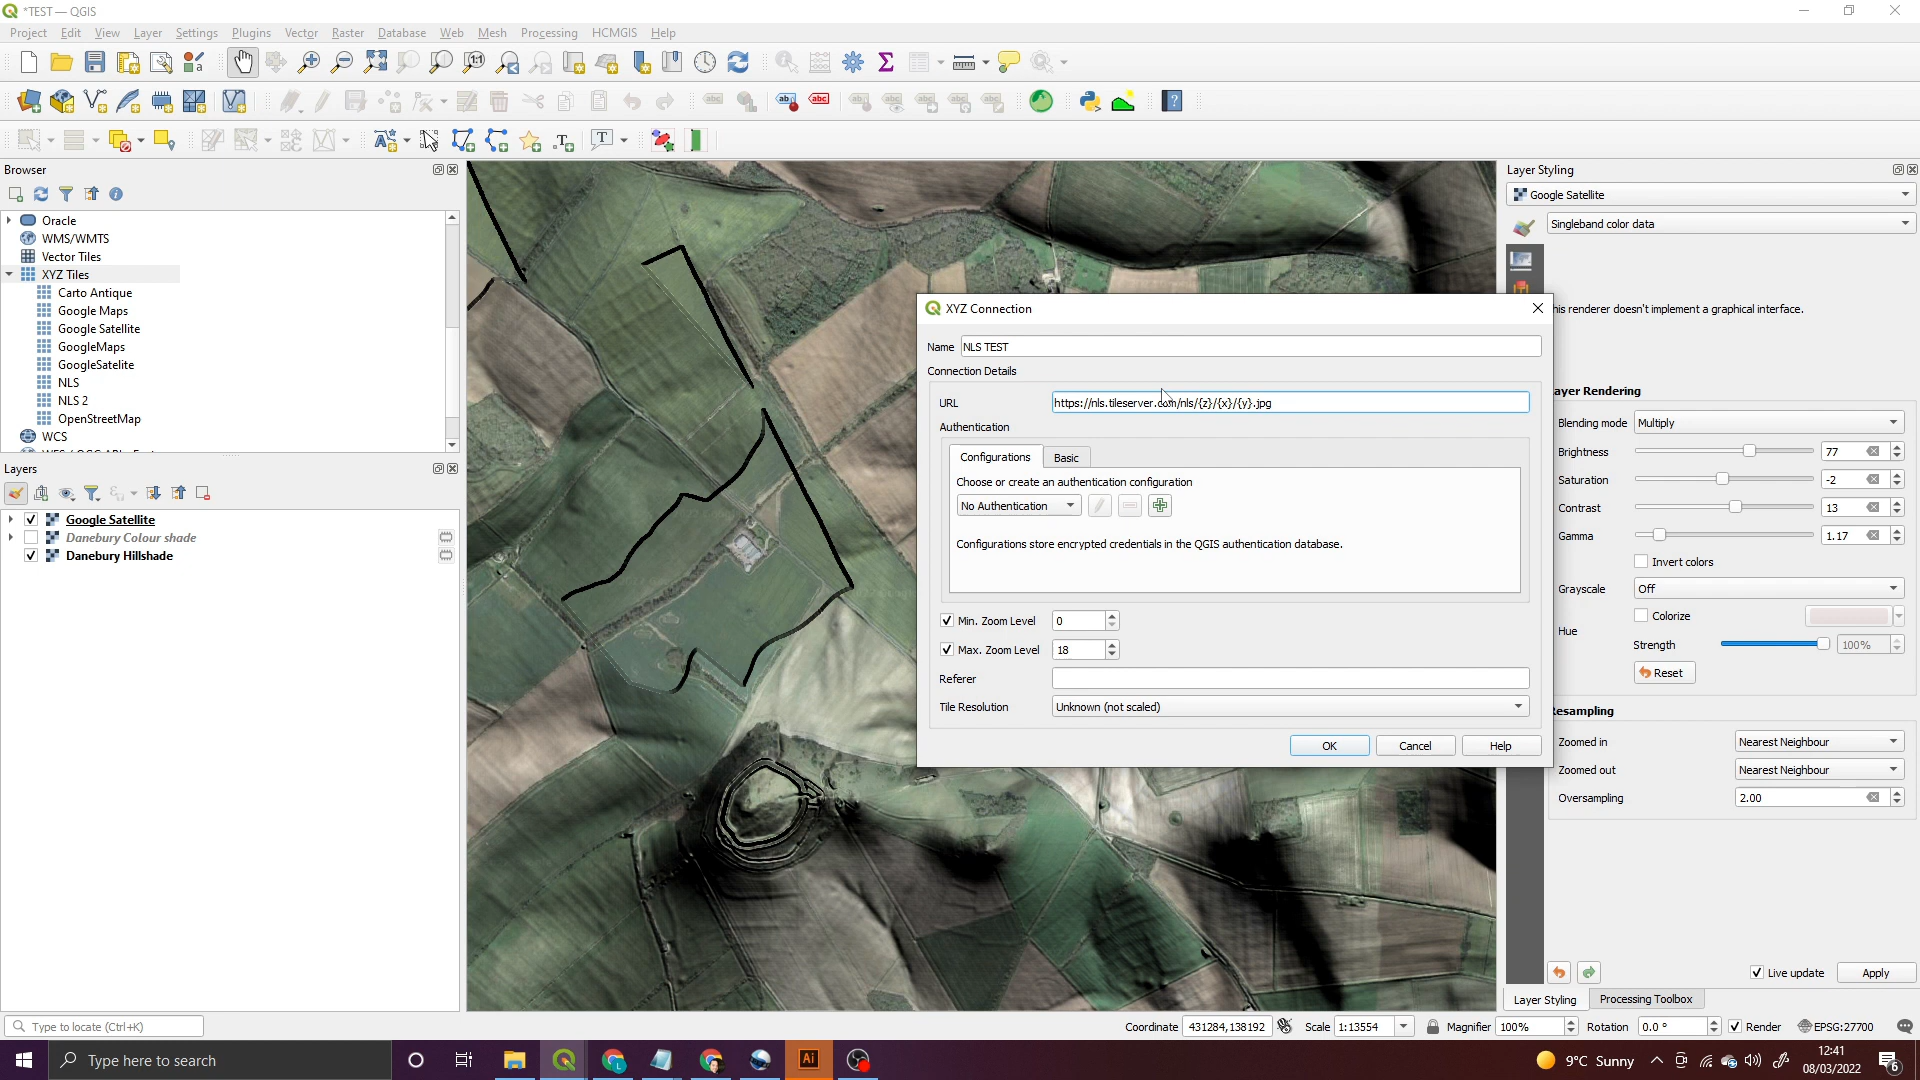 *TEST — QGIS
Project Edit View Layer Settings Plugins Vector Raster Database Web Mesh Processing HCMGIS Help
Browser
Oracle
WMS/WMTS
Vector Tiles
XYZ Tiles
Carto Antique
Google Maps
Google Satellite
GoogleMaps
GoogleSatelite
NLS
NLS 2
OpenStreetMap
WCS
Layers
Google Satellite
Danebury Colour shade
Danebury Hillshade
Type to locate (Ctrl+K)
XYZ Connection
Name NLS TEST
Connection Details
URL https://nls.tileserver.com/nls/{z}/{x}/{y}.jpg
Authentication
Configurations Basic
Choose or create an authentication configuration
No Authentication
Configurations store encrypted credentials in the QGIS authentication database.
Min. Zoom Level 0
Max. Zoom Level 18
Referer
Tile Resolution Unknown (not scaled)
OK Cancel Help
Layer Styling
Google Satellite
Singleband color data
his renderer doesn't implement a graphical interface.
ayer Rendering
Blending mode Multiply
Brightness 77
Saturation -2
Contrast 13
Gamma 1.17
Invert colors
Grayscale Off
Hue Colorize
Strength 100%
Reset
Resampling
Zoomed in Nearest Neighbour
Zoomed out Nearest Neighbour
Oversampling 2.00
Live update Apply
Layer Styling Processing Toolbox
Coordinate 431284,138192 Scale 1:13554 Magnifier 100% Rotation 0.0 ° Render EPSG:27700
Type here to search
9°C Sunny
12:41
08/03/2022
6